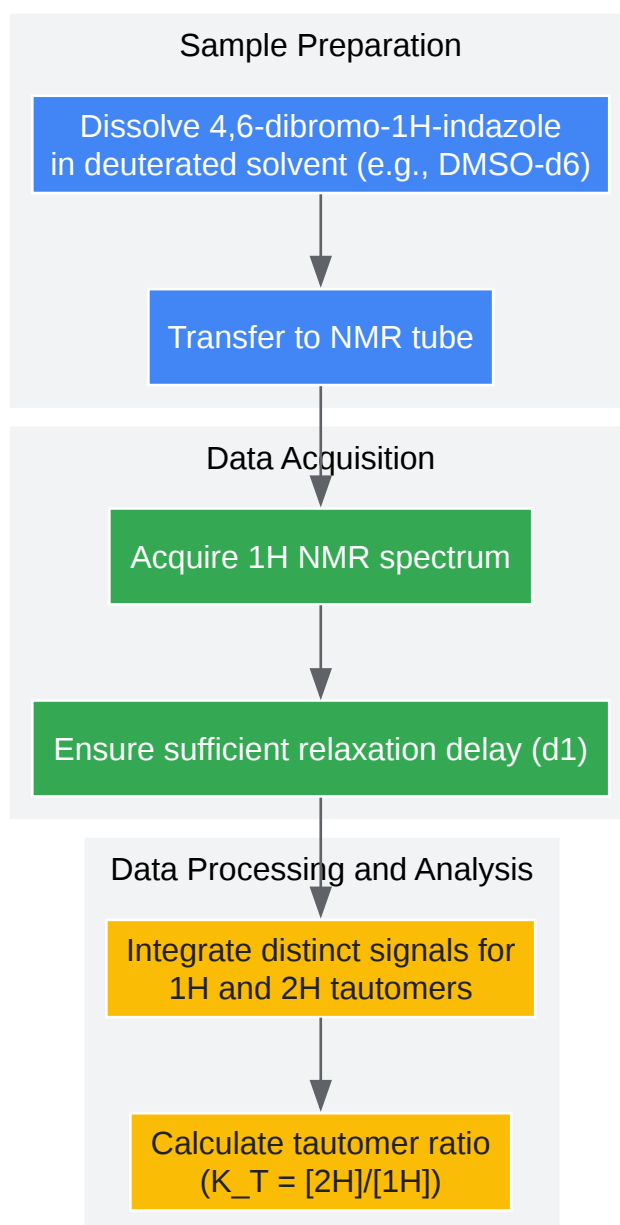 Sample Preparation
Dissolve 4,6-dibromo-1H-indazole
in deuterated solvent (e.g., DMSO-d6)
Transfer to NMR tube
Data Acquisition
Acquire 1H NMR spectrum
Ensure sufficient relaxation delay (d1)
Data Processing and Analysis
Integrate distinct signals for
1H and 2H tautomers
Calculate tautomer ratio
(K_T = [2H]/[1H])